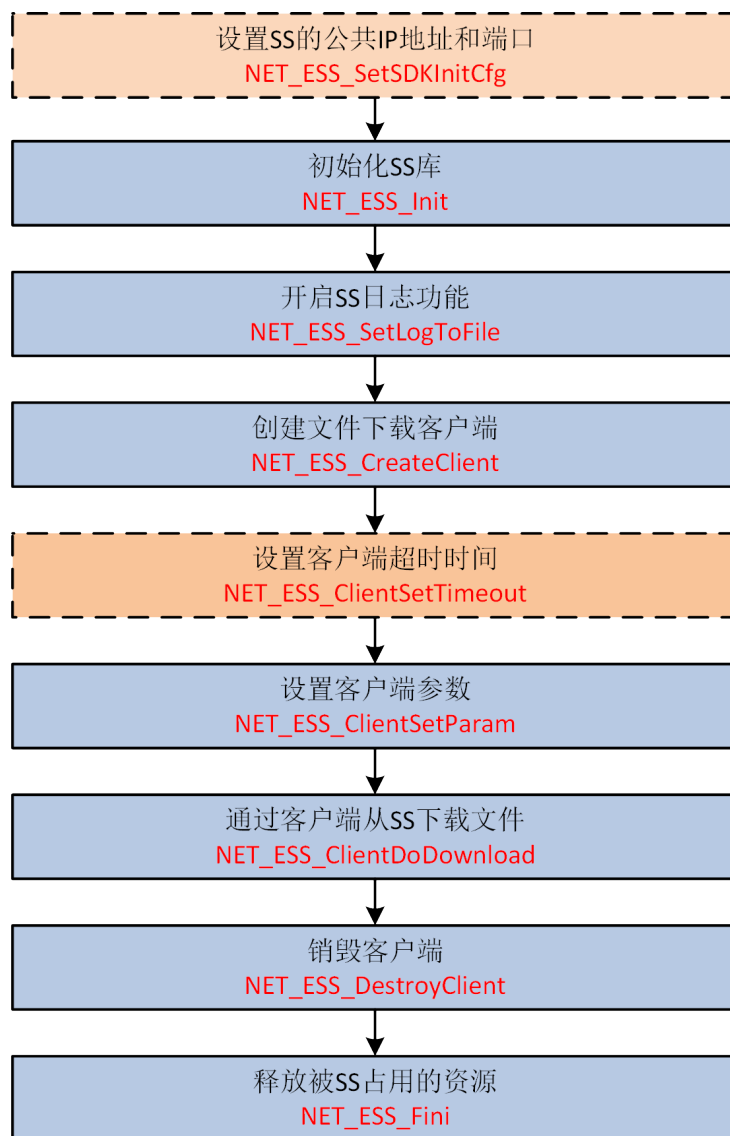 设置SS的公共IP地址和端口
NET_ESS_SetSDKInitCfg
初始化SS库
NET_ESS_Init
开启SS日志功能
NET_ESS_SetLogToFile
创建文件下载客户端
NET_ESS_CreateClient
设置客户端超时时间
NET_ESS_ClientSetTimeout
设置客户端参数
NET_ESS_ClientSetParam
通过客户端从SS下载文件
NET_ESS_ClientDoDownload
销毁客户端
NET_ESS_DestroyClient
释放被SS占用的资源
NET_ESS_Fini